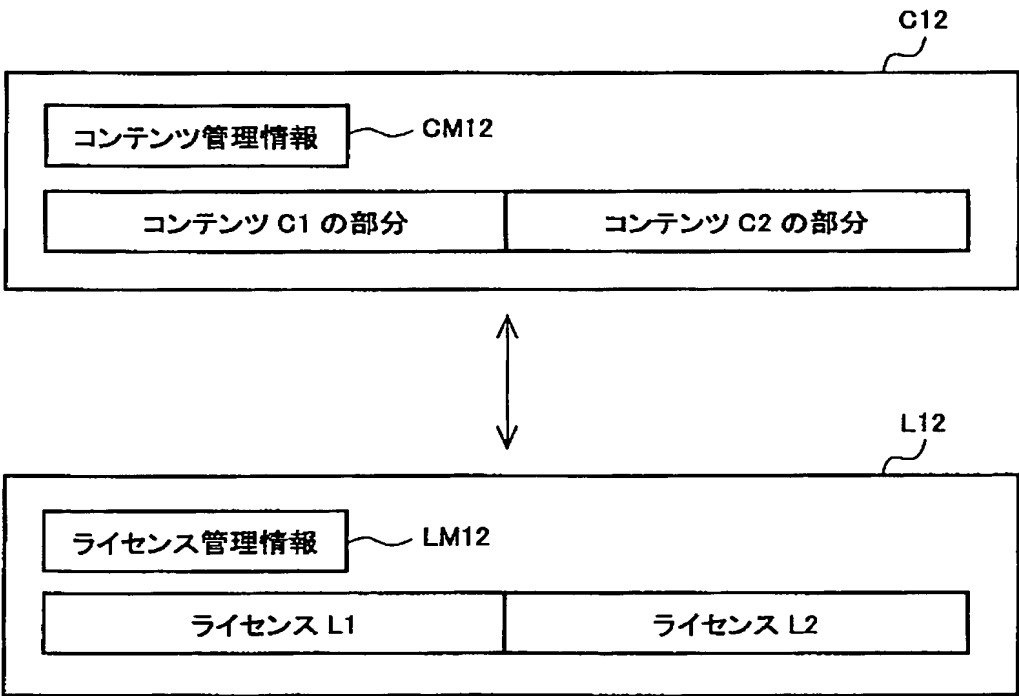 C12
コンテンツ管理情報
CM12
コンテンツ C1 の部分
コンテンツ C2 の部分
L12
ライセンス管理情報
LM12
ライセンス L1
ライセンス L2